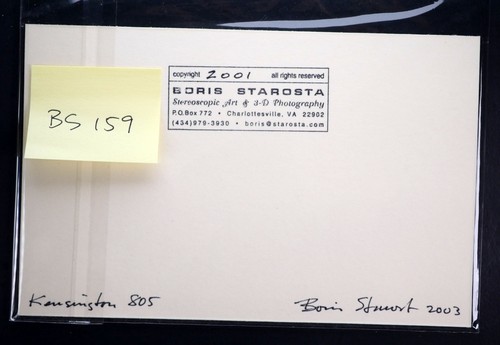 BS 159
copyright 2001 all rights reserved
BORIS STAROSTA
Stereoscopic Art & 3-D Photography
P.O.Box 772 • Charlottesville, VA 22902
(434)979-3930 • boris@starosta.com
Kensington 805
Boris Starost 2003